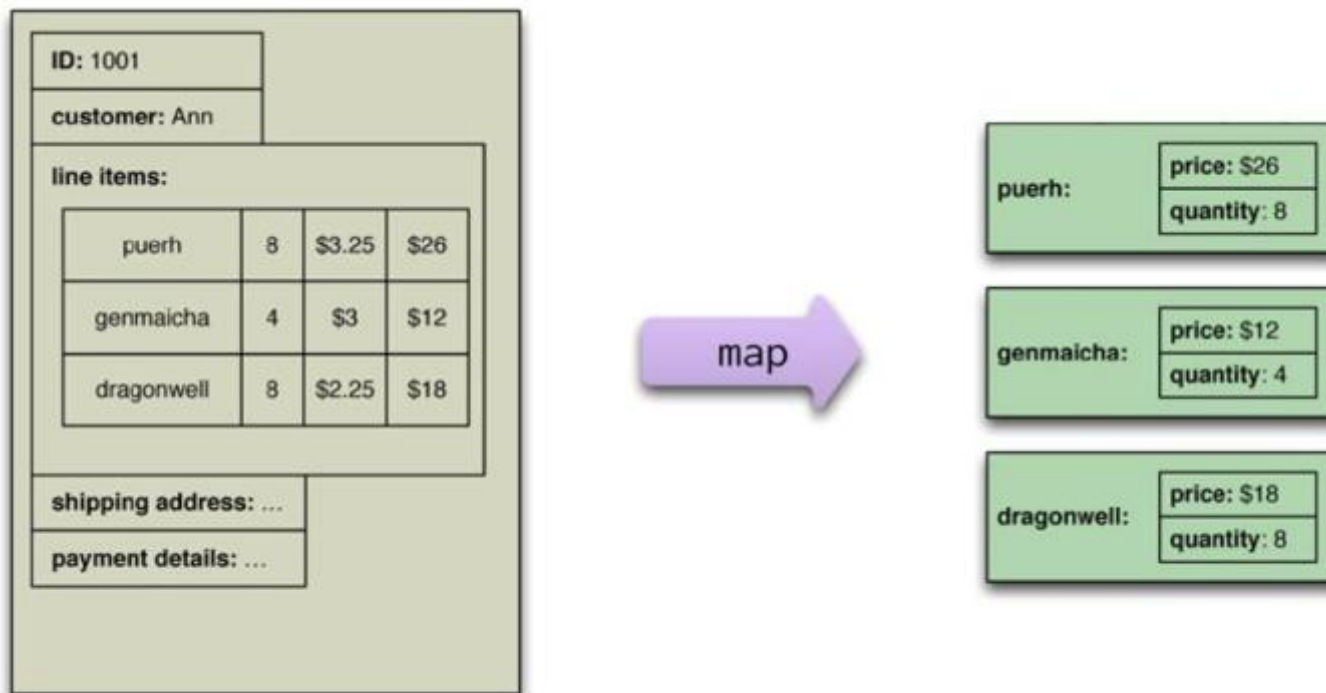 ID: 1001
customer: Ann
line items:
puerh 8 $3.25 $26
genmaicha 4 $3 $12
dragonwell 8 $2.25 $18
shipping address: ...
payment details: ...
map
puerh:
price: $26
quantity: 8
genmaicha:
price: $12
quantity: 4
dragonwell:
price: $18
quantity: 8